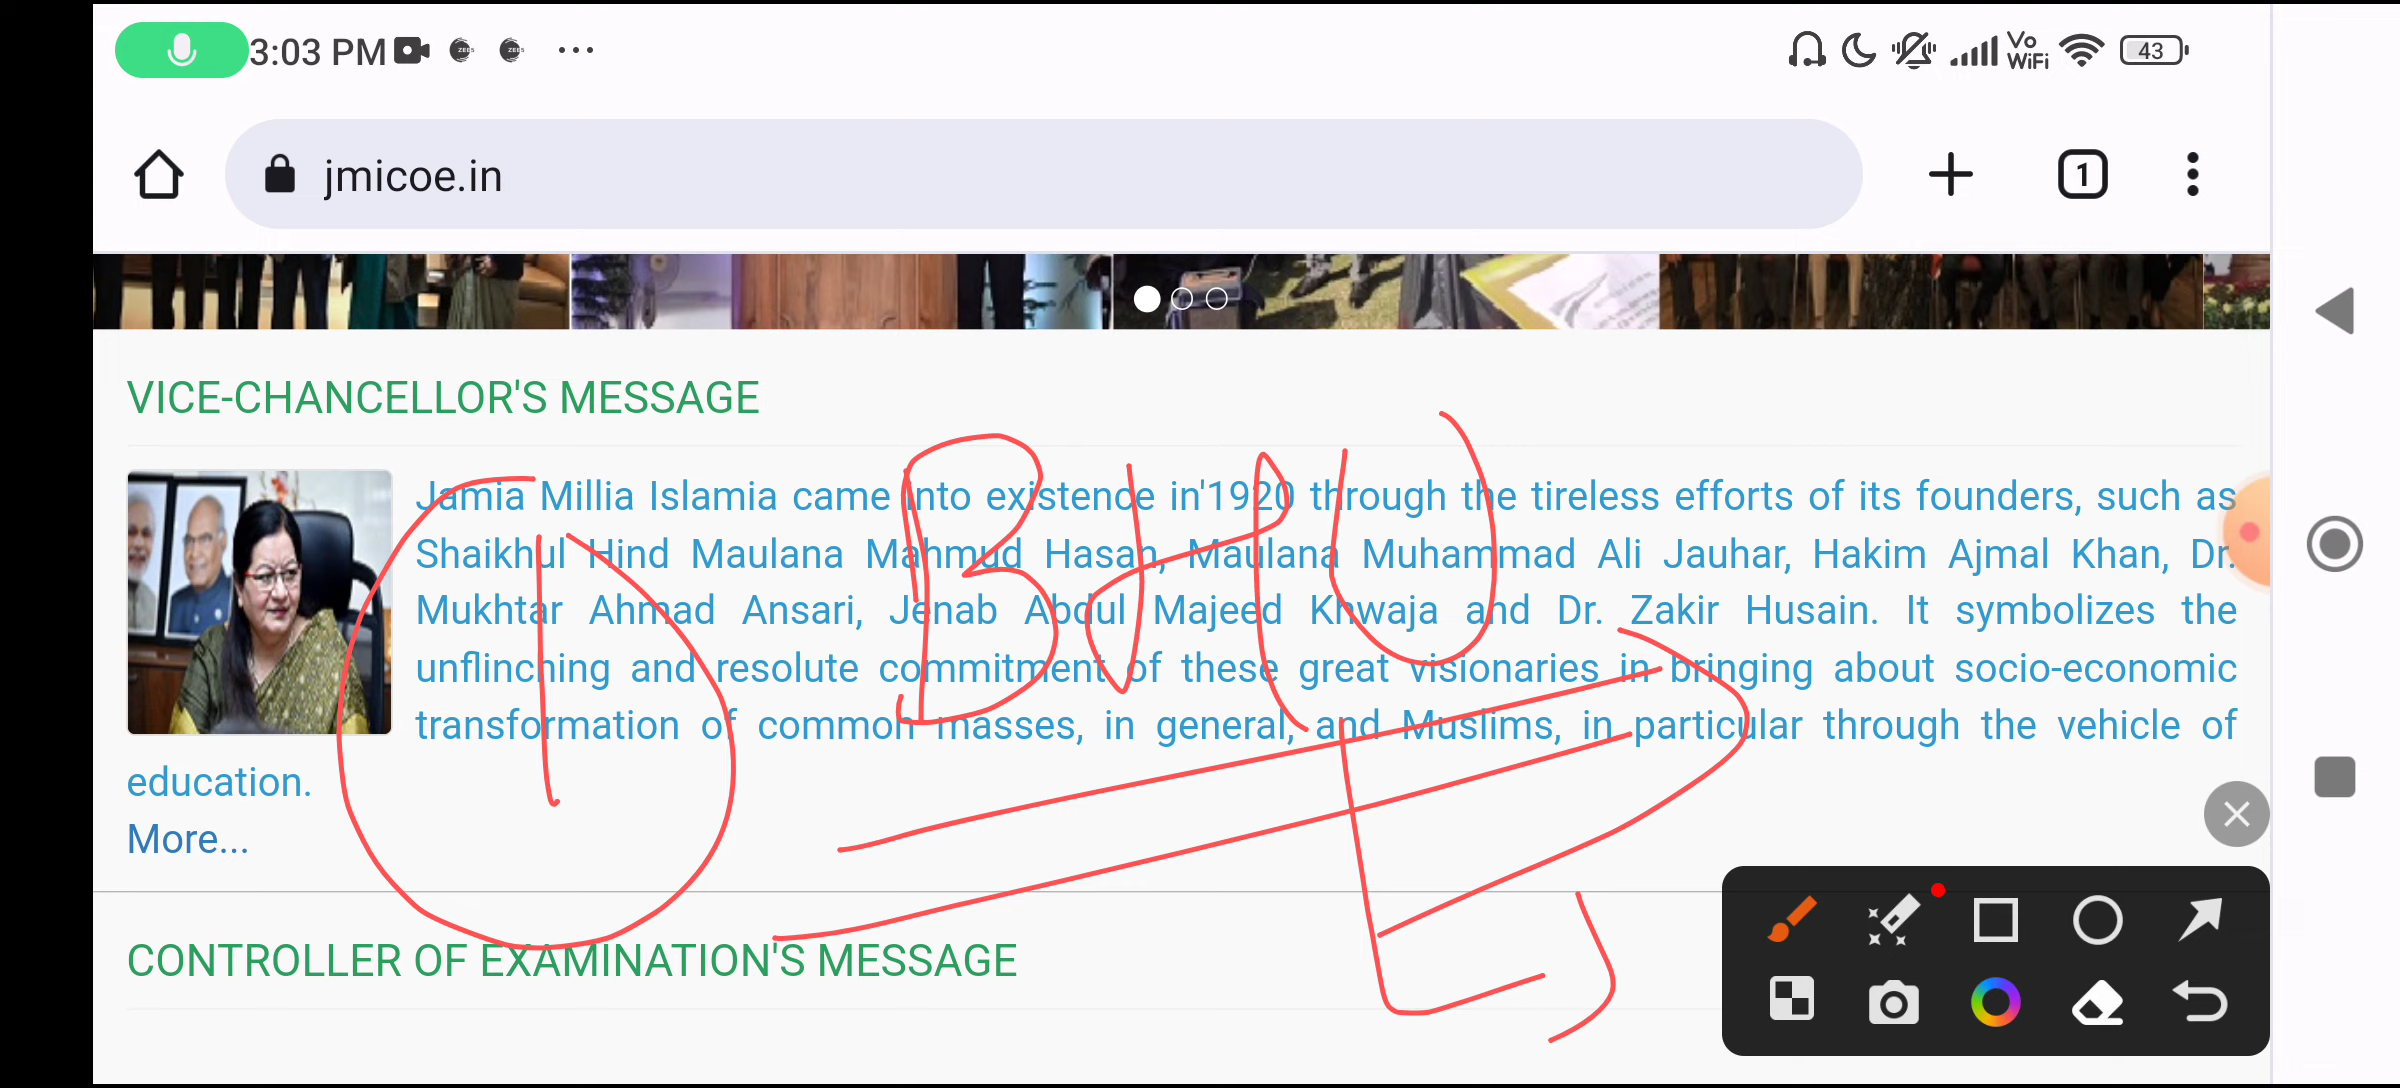 3:03 PM
Vo
WiFi
43
jmicoe.in
1
VICE-CHANCELLOR'S MESSAGE
Jamia Millia Islamia came into existence in'1920 through the tireless efforts of its founders, such as
Shaikhul Hind Maulana Mahmud Hasan, Maulana Muhammad Ali Jauhar, Hakim Ajmal Khan, Dr.
Mukhtar Ahmad Ansari, Jenab Abdul Majeed Khwaja and Dr. Zakir Husain. It symbolizes the
unflinching and resolute commitment of these great visionaries in bringing about socio-economic
transformation of common masses, in general, and Muslims, in particular through the vehicle of
education.
More...
CONTROLLER OF EXAMINATION'S MESSAGE